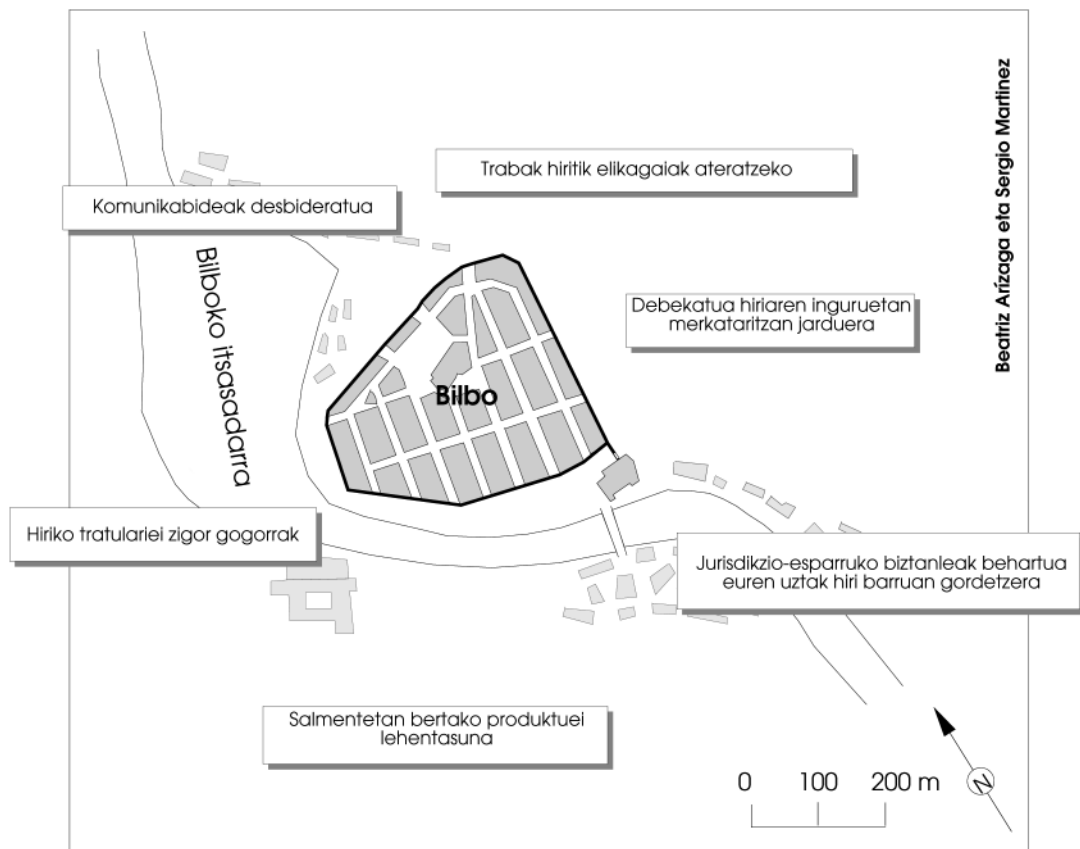 Beatriz Arízaga eta Sergio Martinez
Trabak hiritik elikagaiak ateratzeko
Komunikabideak desbideratua
Bilboko itsasadarra
Debekatua hiriaren inguruetan
merkataritzan jarduera
Bilbo
Hiriko tratulariei zigor gogorrak
Jurisdikzio-esparruko biztanleak behartua
euren uztak hiri barruan gordetzera
Salmentetan bertako produktuei
lehentasuna
0 100 200 m
N